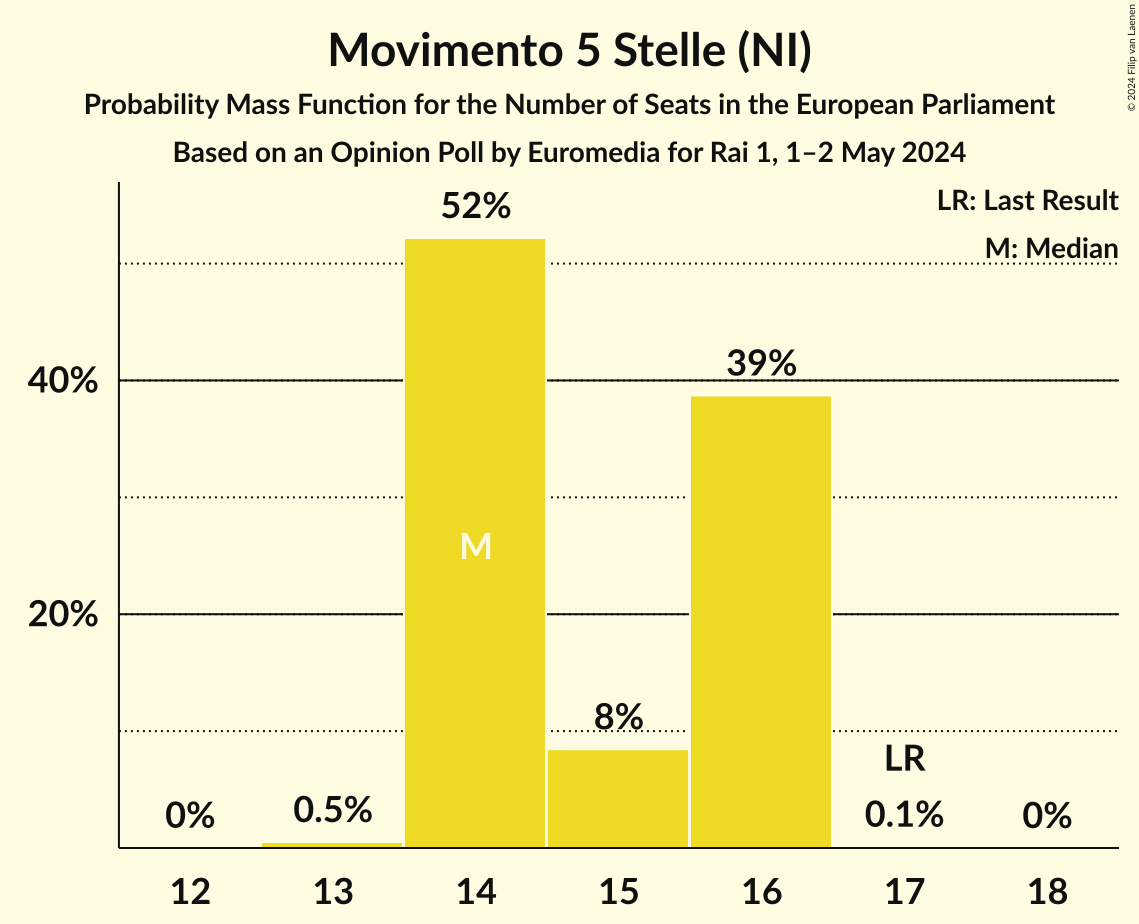 Movimento 5 Stelle (NI)
Probability Mass Function for the Number of Seats in the European Parliament
Based on an Opinion Poll by Euromedia for Rai 1, 1–2 May 2024
© 2024 Filip van Laenen
LR: Last Result
M: Median
52%
40%
39%
M
20%
8%
LR
0%
0.5%
0.1%
0%
12 13 14 15 16 17 18